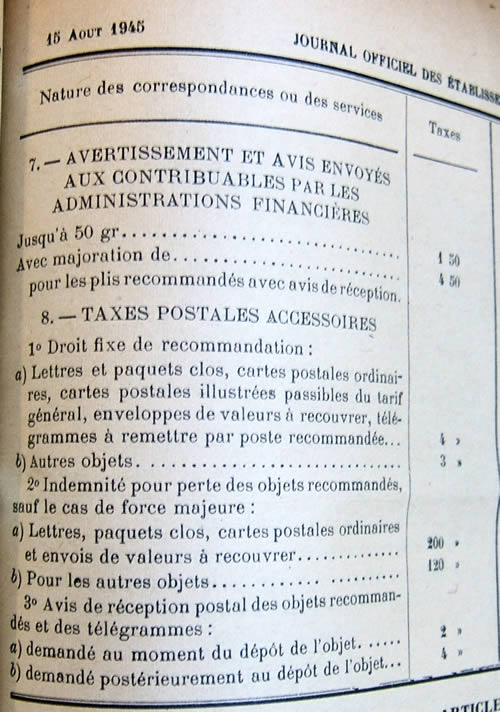 15 AOUT 1945
JOURNAL OFFICIEL DES ÉTABLISSE
Nature des correspondances ou des services
Taxes
7. — AVERTISSEMENT ET AVIS ENVOYÉS
AUX CONTRIBUABLES PAR LES
ADMINISTRATIONS FINANCIÈRES
Jusqu'à 50 gr........................ 1 50
Avec majoration de.................... 4 50
pour les plis recommandés avec avis de réception.
8. — TAXES POSTALES ACCESSOIRES
1º Droit fixe de recommandation :
a) Lettres et paquets clos, cartes postales ordinai-
res, cartes postales illustrées passibles du tarif
général, enveloppes de valeurs à recouvrer, télé-
grammes à remettre par poste recommandée... 4 »
b) Autres objets............................ 3 »
2º Indemnité pour perte des objets recommandés,
sauf le cas de force majeure :
a) Lettres, paquets clos, cartes postales ordinaires
et envois de valeurs à recouvrer............. 200 »
b) Pour les autres objets........... .......... 120 »
3º Avis de réception postal des objets recomman-
dés et des télégrammes :
a) demandé au moment du dépôt de l'objet...... 2 »
b) demandé postérieurement au dépôt de l'objet... 4 »
ARTICLE